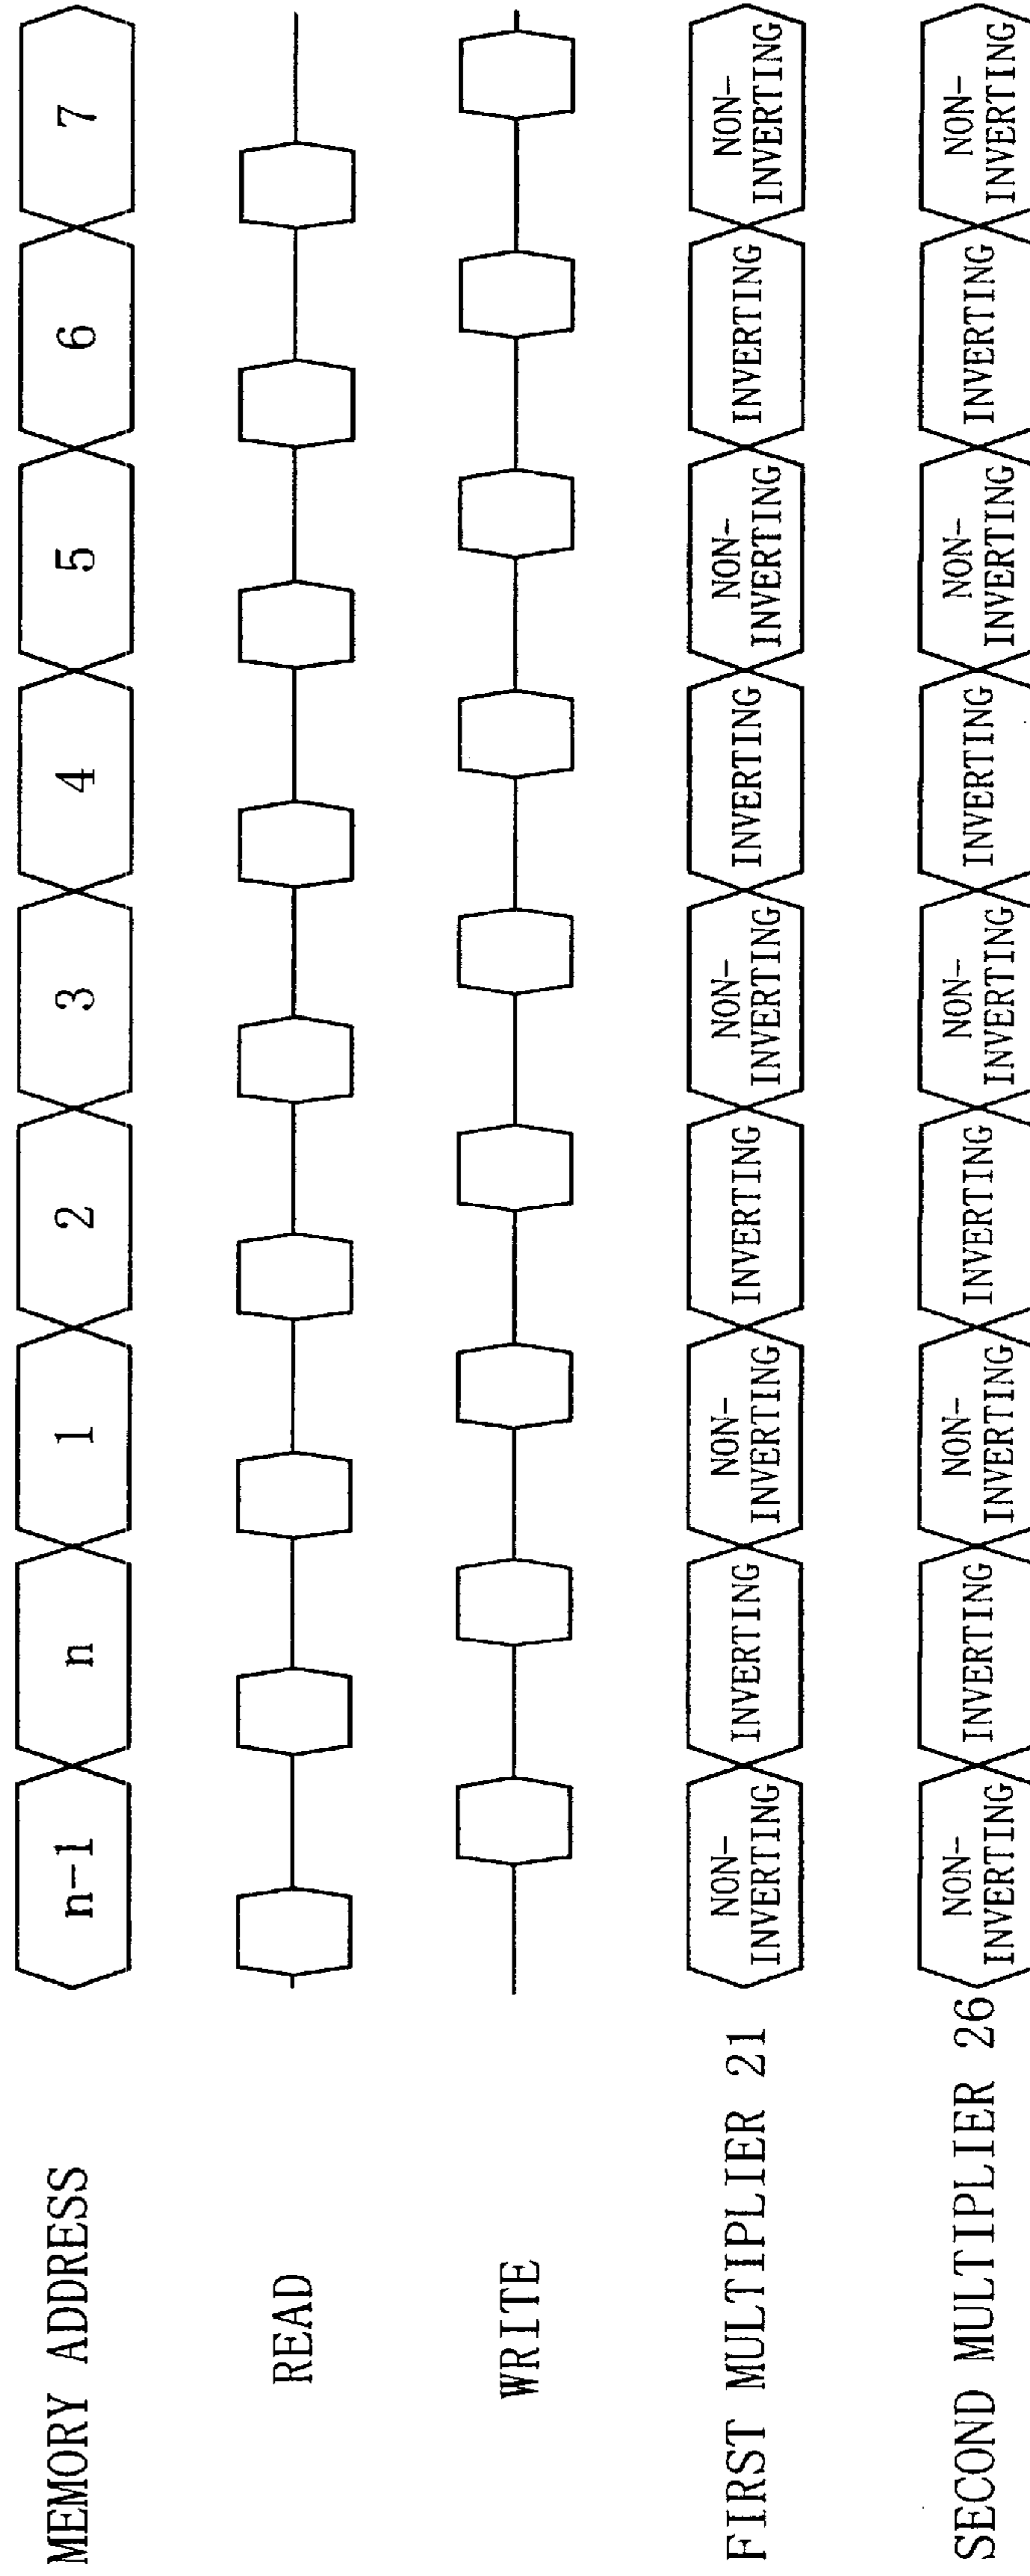 MEMORY ADDRESS
n-1
n
1
2
3
4
5
6
7
READ
WRITE
FIRST MULTIPLIER 21
NON-
INVERTING
INVERTING
NON-
INVERTING
INVERTING
NON-
INVERTING
INVERTING
NON-
INVERTING
INVERTING
NON-
INVERTING
SECOND MULTIPLIER 26
NON-
INVERTING
INVERTING
NON-
INVERTING
INVERTING
NON-
INVERTING
INVERTING
NON-
INVERTING
INVERTING
NON-
INVERTING